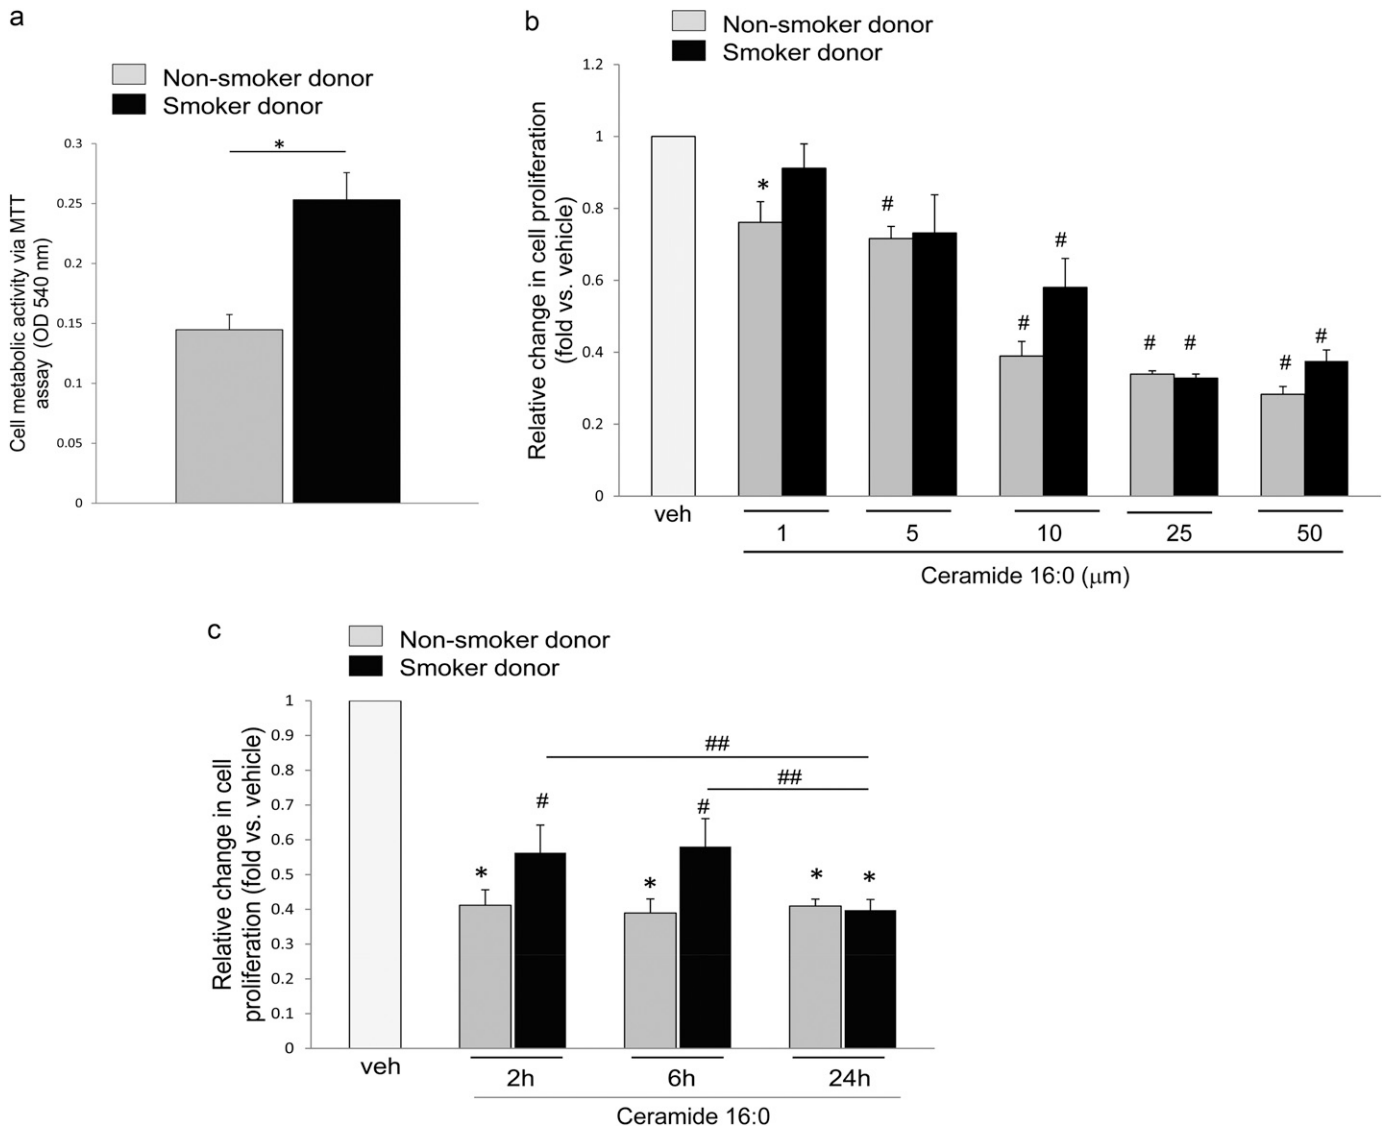 a
Non-smoker donor
Smoker donor
Cell metabolic activity via MTT
assay (OD 540 nm)
0.3
0.25
0.2
0.15
0.1
0.05
0
*
b
Non-smoker donor
Smoker donor
Relative change in cell proliferation
(fold vs. vehicle)
1.2
1
0.8
0.6
0.4
0.2
0
* # # # # # # #
veh 1 5 10 25 50
Ceramide 16:0 (μm)
c
Non-smoker donor
Smoker donor
Relative change in cell
proliferation (fold vs. vehicle)
1
0.9
0.8
0.7
0.6
0.5
0.4
0.3
0.2
0.1
0
##
##
* # * # * *
veh 2h 6h 24h
Ceramide 16:0